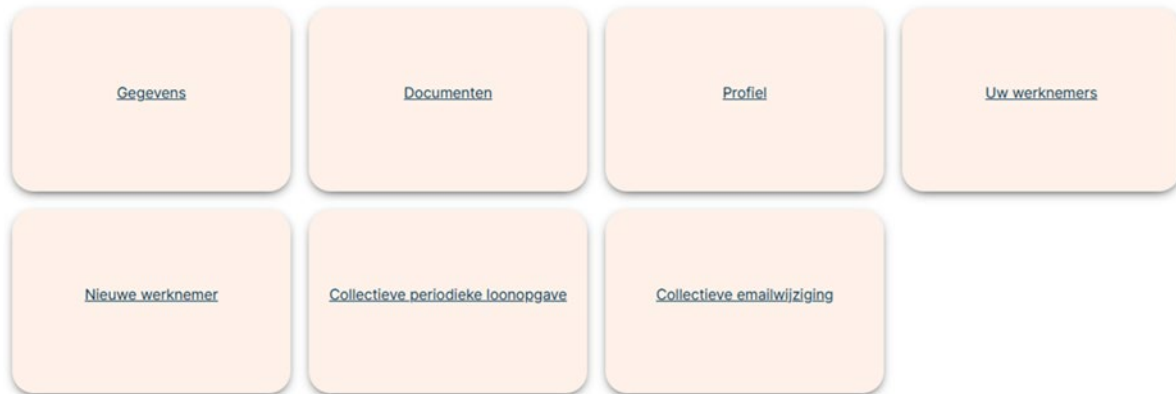 Gegevens
Documenten
Profiel
Uw werknemers
Nieuwe werknemer
Collectieve periodieke loonopgave
Collectieve emailwijziging